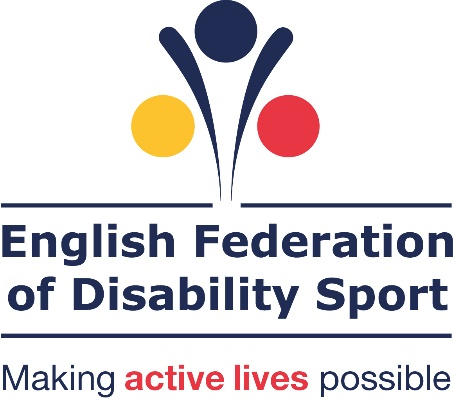 English Federation
of Disability Sport
Making active lives possible